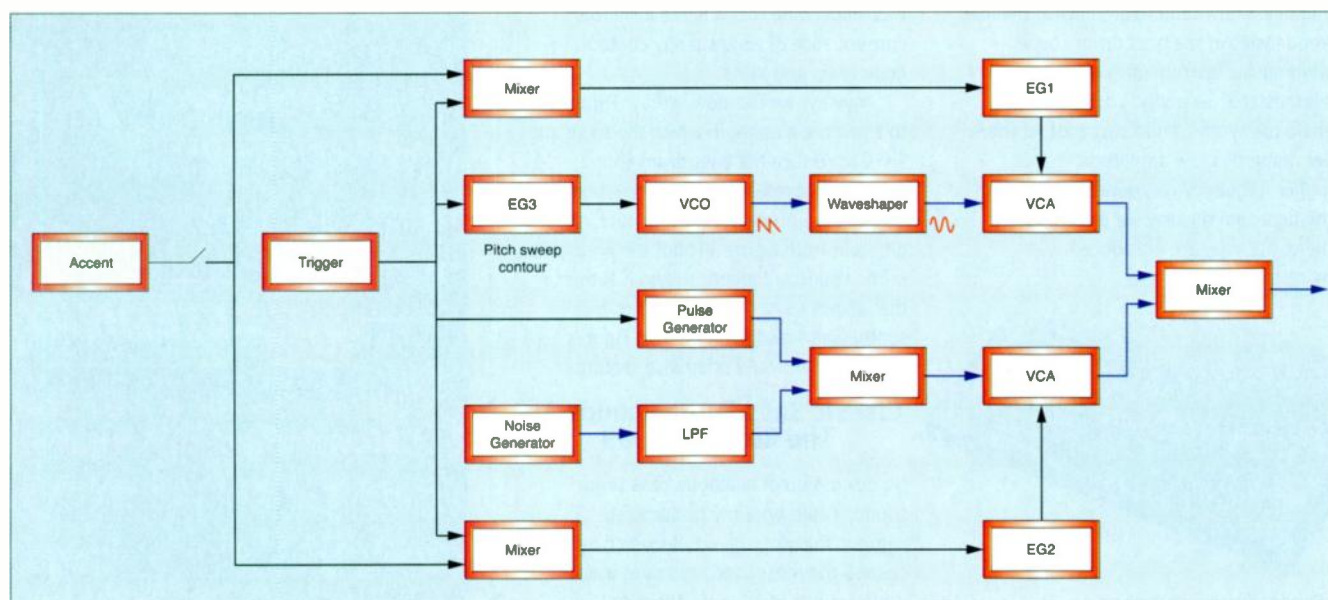 Mixer
EG1
Accent
Trigger
EG3
Pitch sweep
contour
VCO
Waveshaper
VCA
Mixer
Pulse
Generator
Mixer
VCA
Noise
Generator
LPF
Mixer
EG2